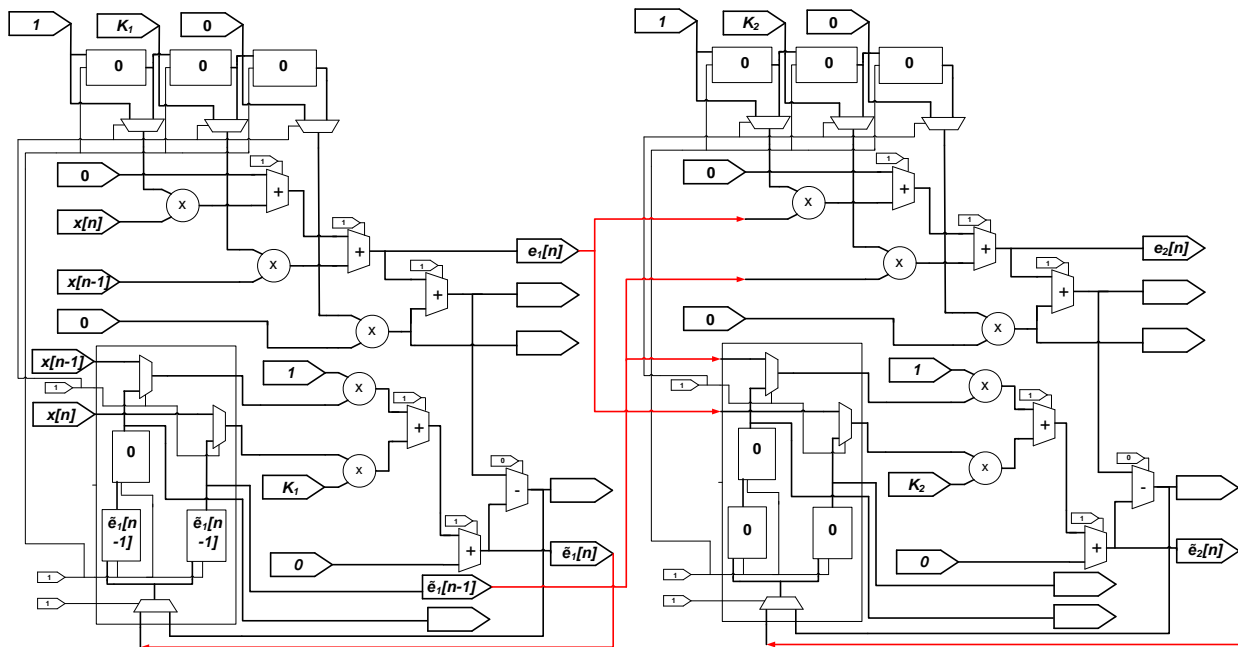 1
K₁
0
1
K₂
0
0
0
0
0
0
0
1
0
x
+
x[n]
1
x
+
x[n-1]
1
+
0
x
e₁[n]
1
0
x
+
1
x
+
1
+
0
x
e₂[n]
x[n-1]
1
x[n]
1
x
1
+
0
K₁
x
0
-
ẽ₁[n
-1]
ẽ₁[n
-1]
1
+
0
ẽ₁[n]
1
1
ẽ₁[n-1]
1
1
x
1
+
0
K₂
x
0
-
0
0
1
+
0
ẽ₂[n]
1
1